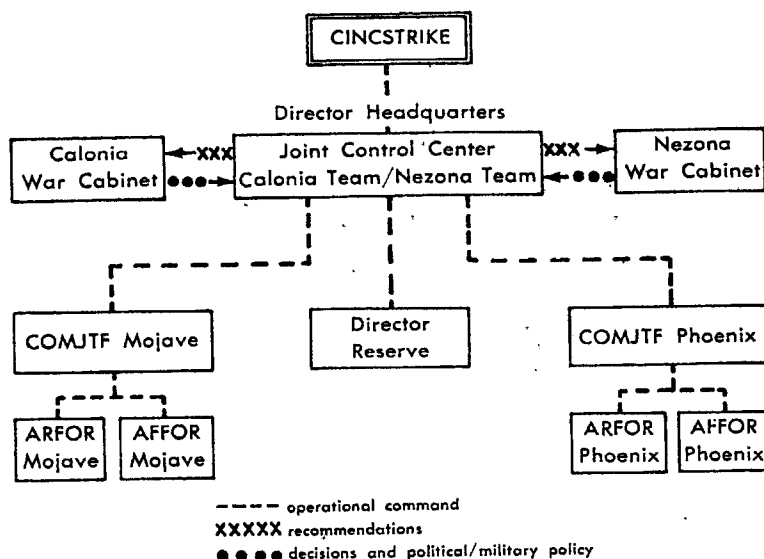 CINCSTRIKE
Director Headquarters
Calonia
War Cabinet
XXX
Joint Control Center
Calonia Team/Nezona Team
XXX
Nezona
War Cabinet
COMJTF Mojave
Director
Reserve
COMJTF Phoenix
ARFOR
Mojave
AFFOR
Mojave
ARFOR
Phoenix
AFFOR
Phoenix
---- operational command
XXXXX recommendations
●●●● decisions and political/military policy